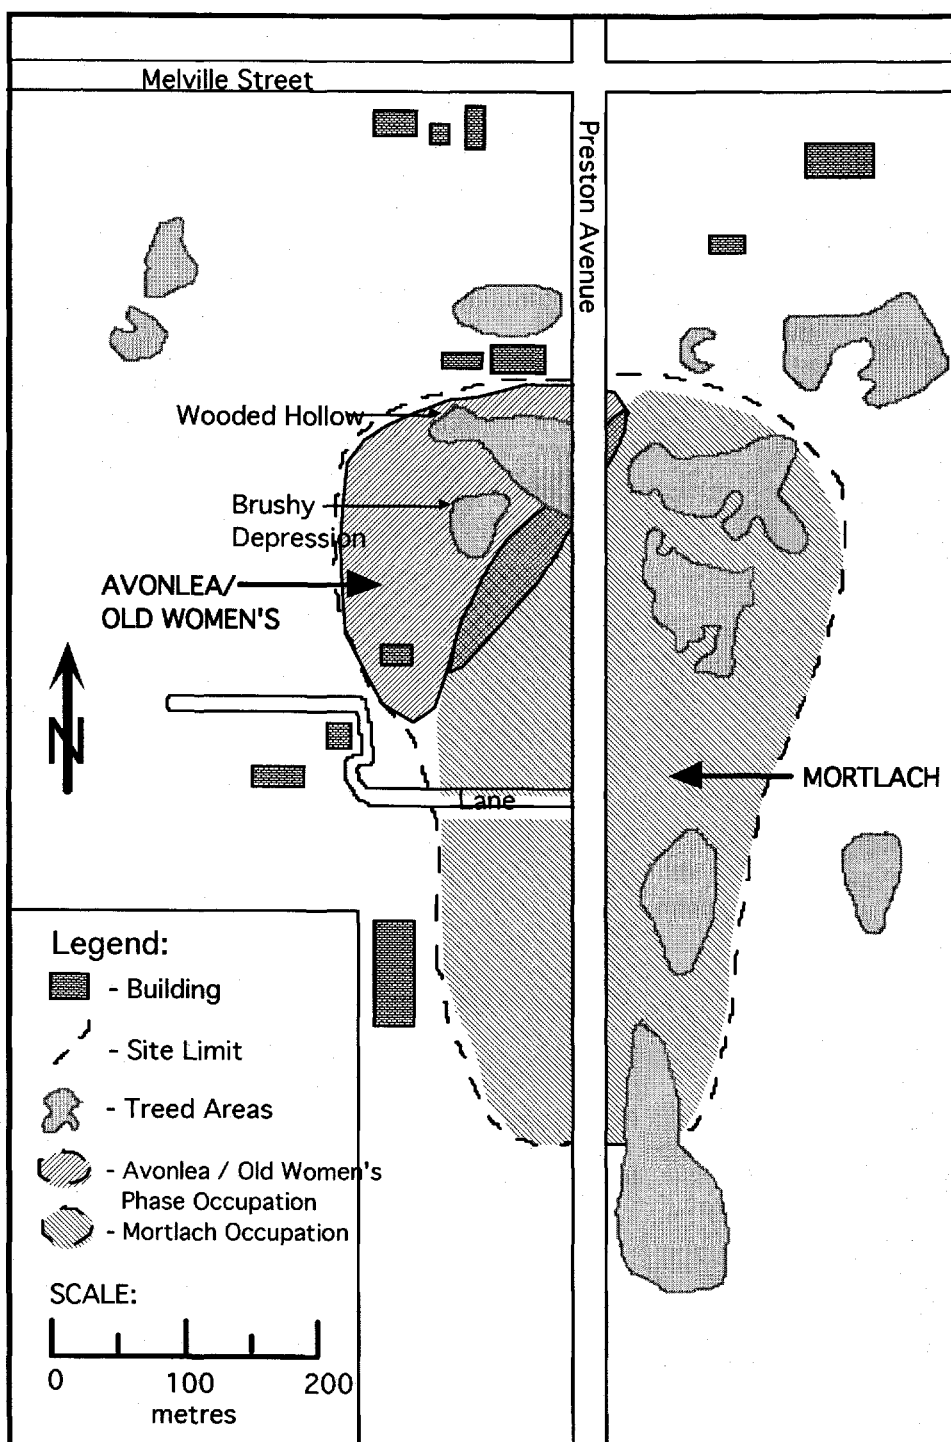 Melville Street
Preston Avenue
Wooded Hollow
Brushy
Depression
AVONLEA/
OLD WOMEN'S
N
MORTLACH
Lane
Legend:
- Building
- Site Limit
- Treed Areas
- Avonlea / Old Women's
Phase Occupation
- Mortlach Occupation
SCALE:
0 100 200
metres